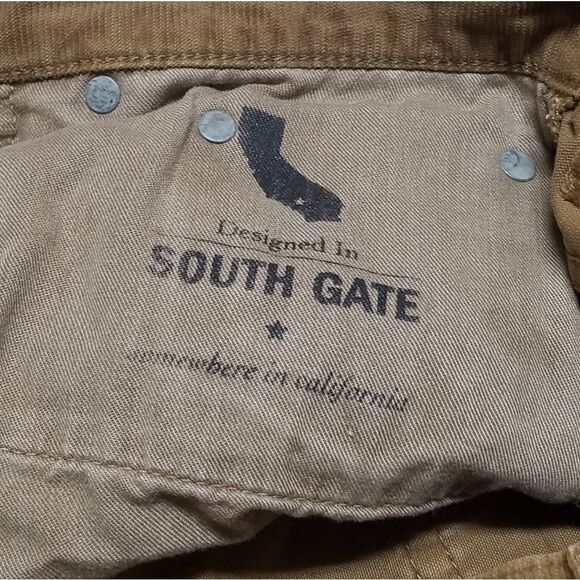 Designed In
SOUTH GATE
somewhere in california